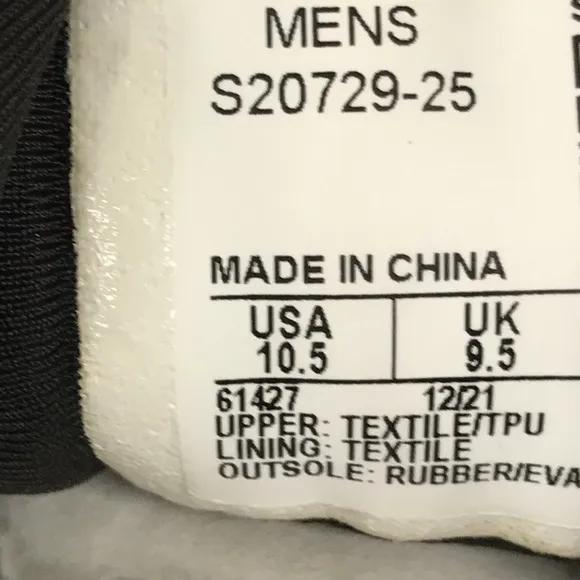 MENS
S20729-25
MADE IN CHINA
USA UK
10.5 9.5
61427 12/21
UPPER: TEXTILE/TPU
LINING: TEXTILE
OUTSOLE: RUBBER/EVA